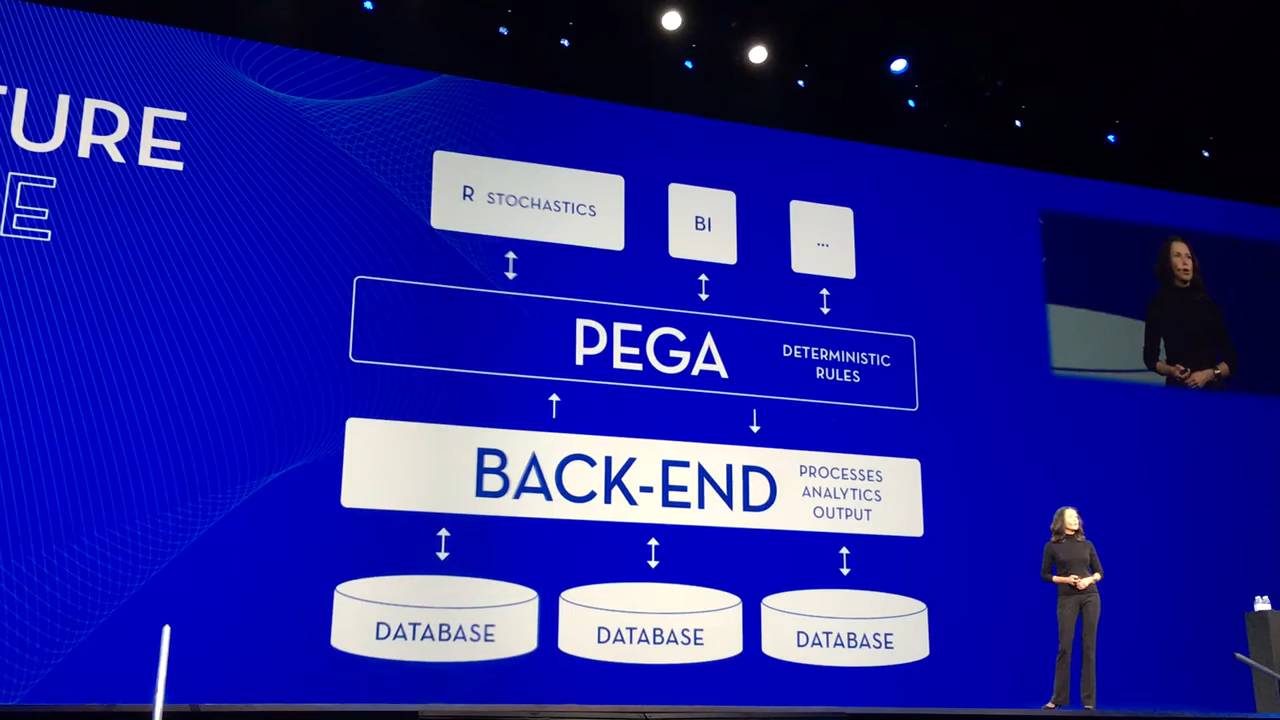 TURE
E
R STOCHASTICS
BI
...
PEGA
DETERMINISTIC
RULES
BACK-END
PROCESSES
ANALYTICS
OUTPUT
DATABASE
DATABASE
DATABASE